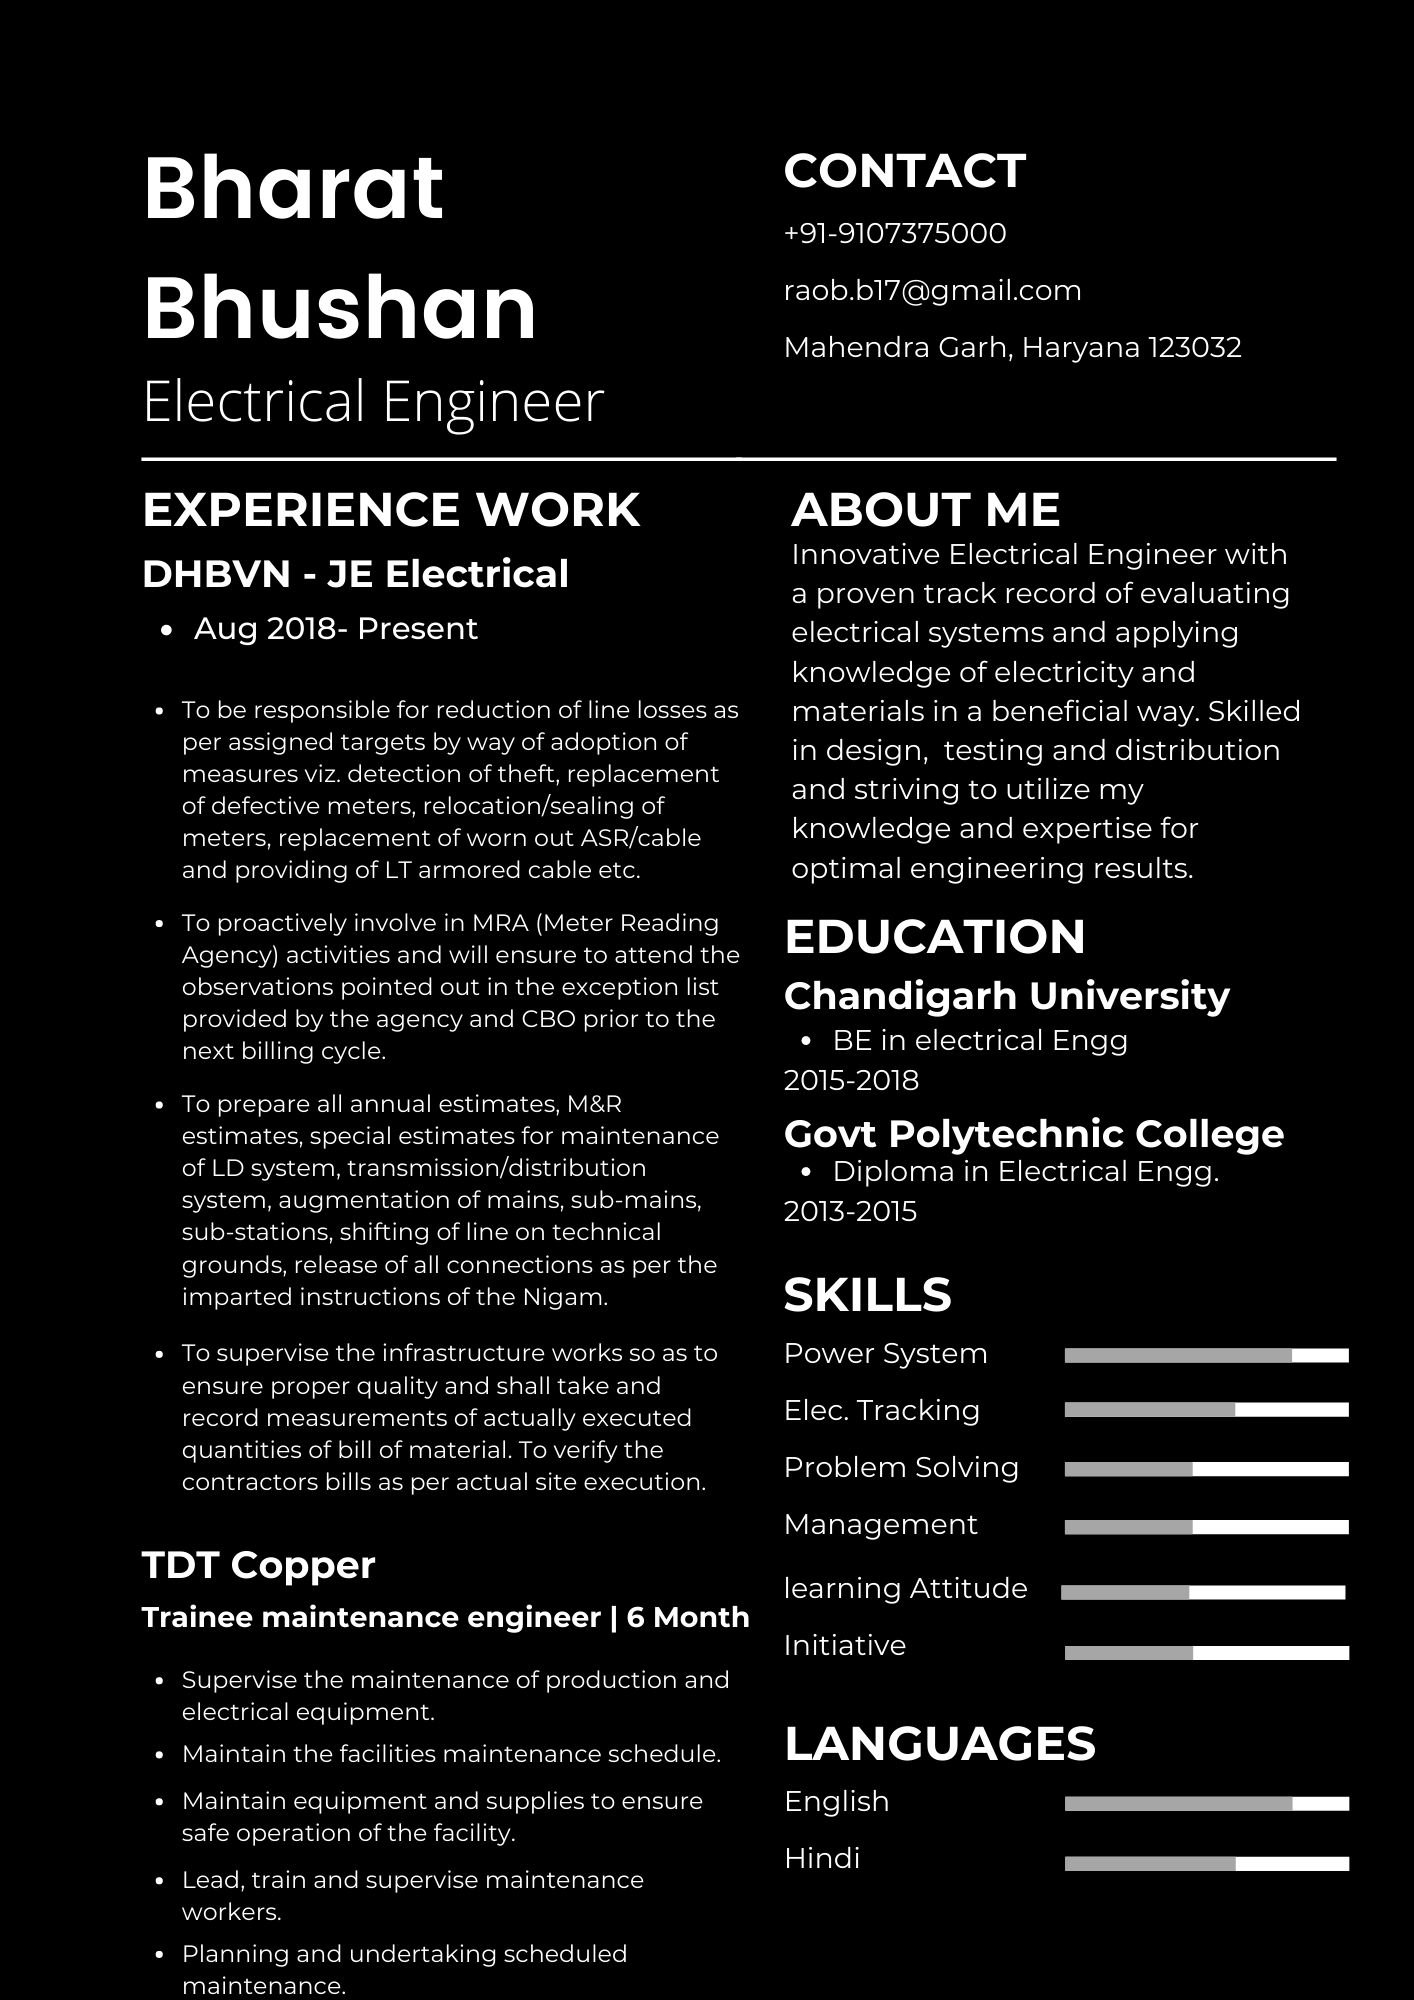 Bharat
Bhushan
Electrical Engineer
CONTACT
+91-9107375000
raob.b17@gmail.com
Mahendra Garh, Haryana 123032
EXPERIENCE WORK
DHBVN - JE Electrical
• Aug 2018- Present
• To be responsible for reduction of line losses as
per assigned targets by way of adoption of
measures viz. detection of theft, replacement
of defective meters, relocation/sealing of
meters, replacement of worn out ASR/cable
and providing of LT armored cable etc.
• To proactively involve in MRA (Meter Reading
Agency) activities and will ensure to attend the
observations pointed out in the exception list
provided by the agency and CBO prior to the
next billing cycle.
• To prepare all annual estimates, M&R
estimates, special estimates for maintenance
of LD system, transmission/distribution
system, augmentation of mains, sub-mains,
sub-stations, shifting of line on technical
grounds, release of all connections as per the
imparted instructions of the Nigam.
• To supervise the infrastructure works so as to
ensure proper quality and shall take and
record measurements of actually executed
quantities of bill of material. To verify the
contractors bills as per actual site execution.
TDT Copper
Trainee maintenance engineer | 6 Month
• Supervise the maintenance of production and
electrical equipment.
• Maintain the facilities maintenance schedule.
• Maintain equipment and supplies to ensure
safe operation of the facility.
• Lead, train and supervise maintenance
workers.
• Planning and undertaking scheduled
maintenance.
ABOUT ME
Innovative Electrical Engineer with
a proven track record of evaluating
electrical systems and applying
knowledge of electricity and
materials in a beneficial way. Skilled
in design,  testing and distribution
and striving to utilize my
knowledge and expertise for
optimal engineering results.
EDUCATION
Chandigarh University
• BE in electrical Engg
2015-2018
Govt Polytechnic College
• Diploma in Electrical Engg.
2013-2015
SKILLS
Power System
Elec. Tracking
Problem Solving
Management
learning Attitude
Initiative
LANGUAGES
English
Hindi